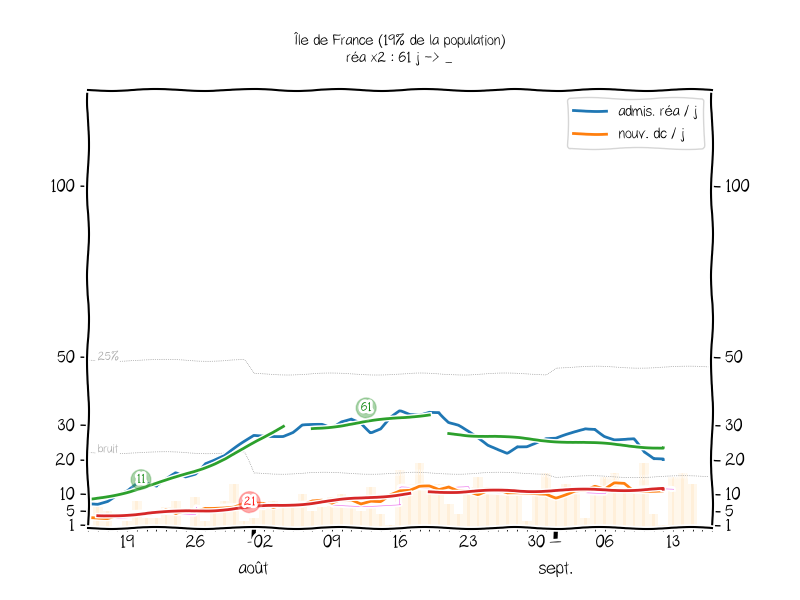 Île de France (19% de la population)
réa x2 : 61 j -> _
admis. réa / j
nouv. dc / j
100 100
50 50
25%
61
30 30
bruit
20 20
11
21
10 10
5 5
1 1
19 26 02 09 16 23 30 06 13
août sept.